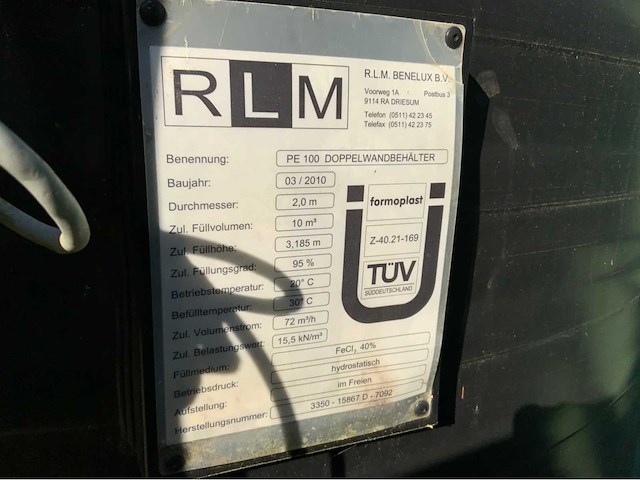 RLM
R.L.M. BENELUX B.V.
Voorweg 1A Postbus 3
9114 RA DRIESUM
Telefon (0511) 42 23 45
Telefax (0511) 42 23 75
Benennung: PE 100 DOPPELWANDBEHÄLTER
Baujahr: 03 / 2010
Durchmesser: 2,0 m
Zul. Füllvolumen: 10 m³
Zul. Füllhöhe: 3,185 m
Zul. Füllungsgrad: 95 %
Betriebstemperatur: 20° C
Befülltemperatur: 30° C
Zul. Volumenstrom: 72 m³/h
Zul. Belastungswert: 15,5 kN/m³
Füllmedium: FeCl₃ 40%
Betriebsdruck: hydrostatisch
Aufstellung: im Freien
Herstellungsnummer: 3350 - 15867 D - 7092
formoplast
Z-40.21-169
TÜV
SÜDDEUTSCHLAND